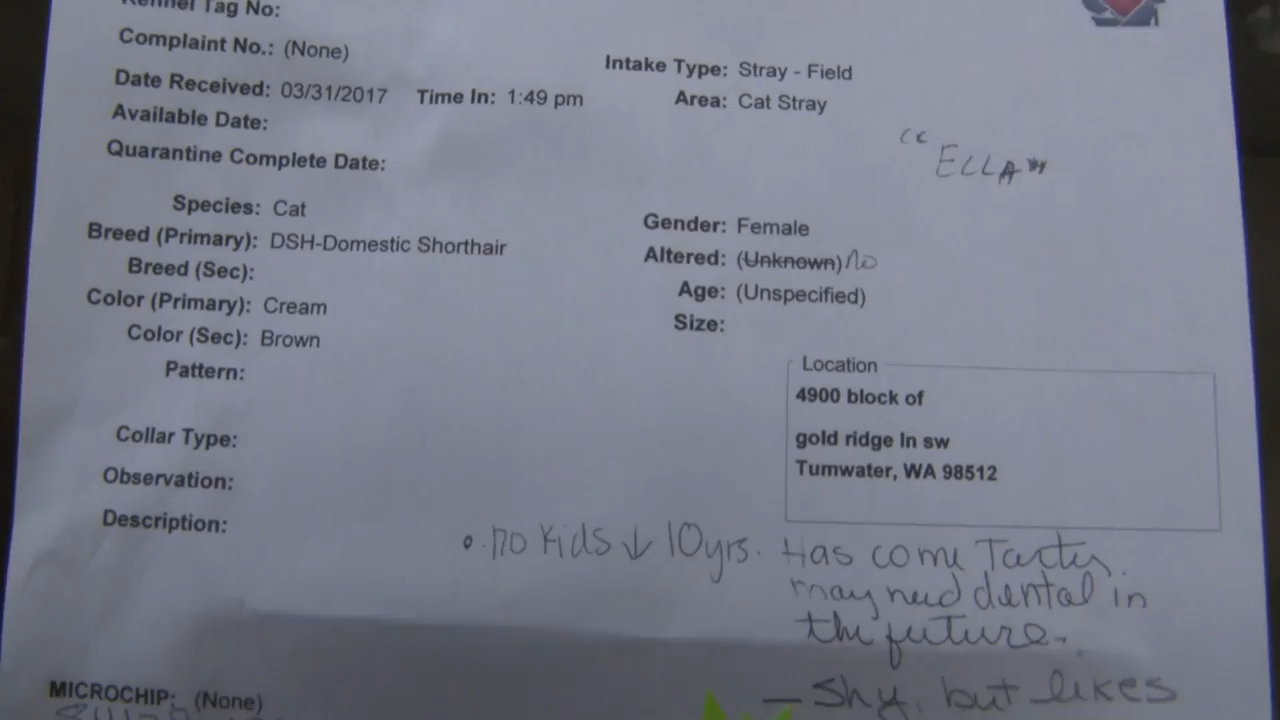 Kennel Tag No:
Complaint No.: (None)
Intake Type: Stray - Field
Date Received: 03/31/2017 Time In: 1:49 pm
Area: Cat Stray
Available Date:
"ELLA"
Quarantine Complete Date:
Species: Cat
Gender: Female
Breed (Primary): DSH-Domestic Shorthair
Altered: (Unknown) no
Breed (Sec):
Age: (Unspecified)
Color (Primary): Cream
Size:
Color (Sec): Brown
Pattern:
Location
4900 block of
gold ridge ln sw
Tumwater, WA 98512
Collar Type:
Observation:
Description:
• no kids ↓ 10yrs. Has come Tarter.
may need dental in
the future.
MICROCHIP: (None)
— Shy, but likes